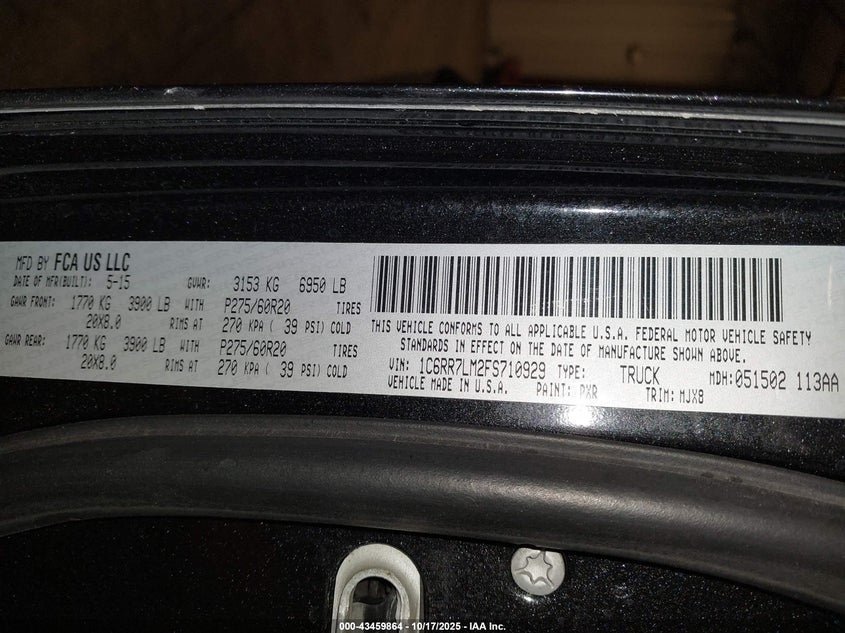 MFD BY FCA US LLC
DATE OF MFR(BUILT): 5-15 GVWR: 3153 KG 6950 LB
GAWR FRONT: 1770 KG 3900 LB WITH P275/60R20 TIRES
20X8.0 RIMS AT 270 KPA ( 39 PSI) COLD
GAWR REAR: 1770 KG 3900 LB WITH P275/60R20 TIRES
20X8.0 RIMS AT 270 KPA ( 39 PSI) COLD
THIS VEHICLE CONFORMS TO ALL APPLICABLE U.S.A. FEDERAL MOTOR VEHICLE SAFETY
STANDARDS IN EFFECT ON THE DATE OF MANUFACTURE SHOWN ABOVE.
VIN: 1C6RR7LM2FS710929 TYPE: TRUCK MDH:051502 113AA
VEHICLE MADE IN U.S.A. PAINT: PXR TRIM: MJX8
000-43459864 - 10/17/2025 - IAA Inc.